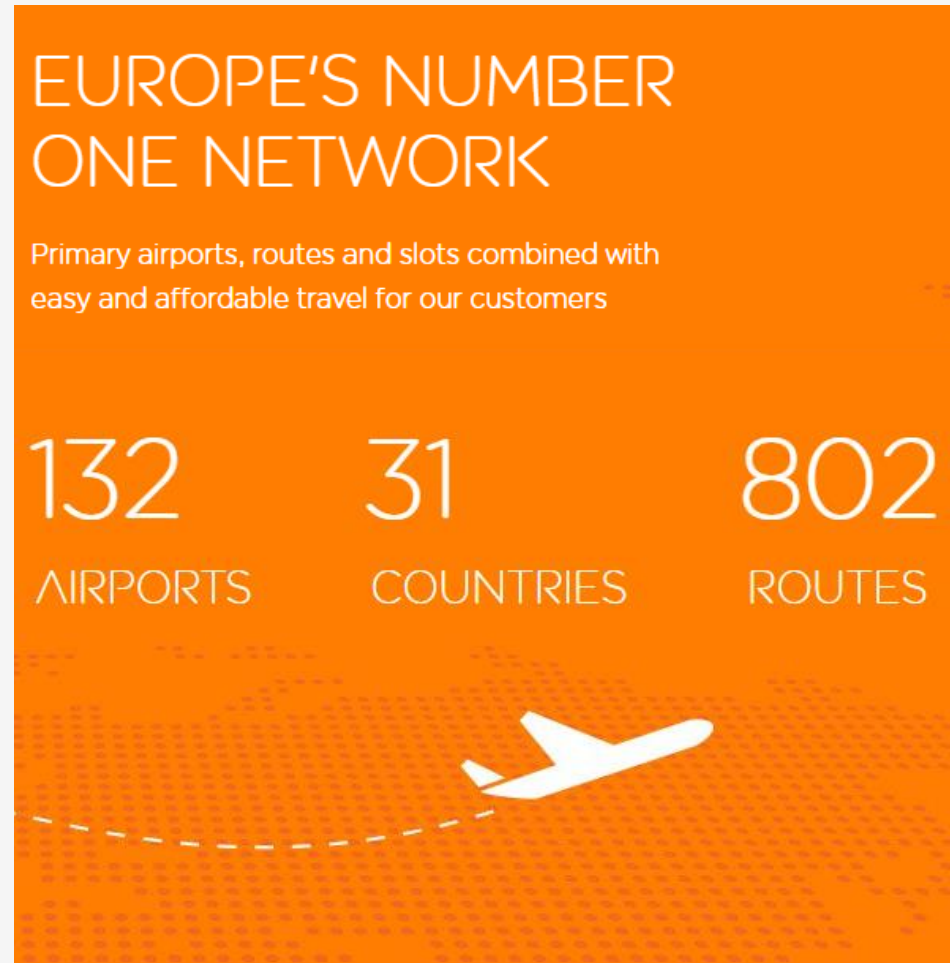 EUROPE'S NUMBER
ONE NETWORK
Primary airports, routes and slots combined with
easy and affordable travel for our customers
132
31
802
AIRPORTS
COUNTRIES
ROUTES